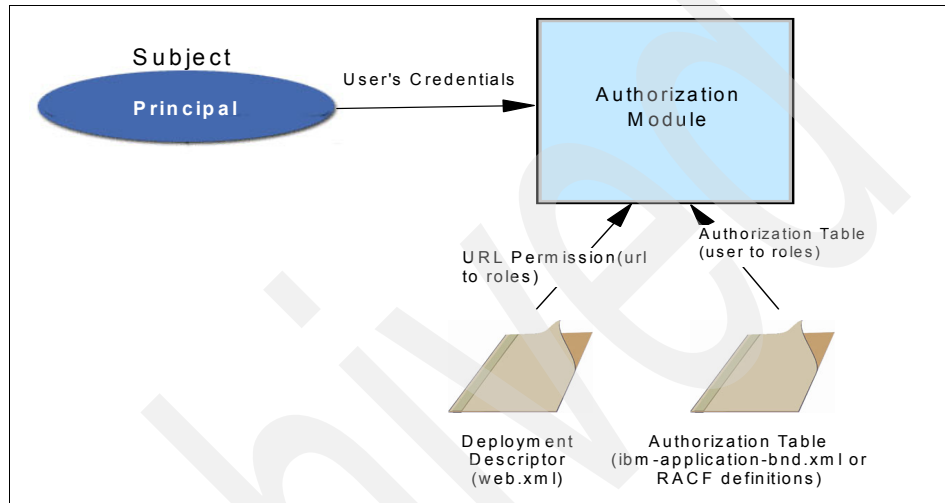 Subject
Principal
User's Credentials
Authorization
Module
URL Permission(url
to roles)
Authorization Table
(user to roles)
Deployment
Descriptor
(web.xml)
Authorization Table
(ibm-application-bnd.xml or
RACF definitions)
hived